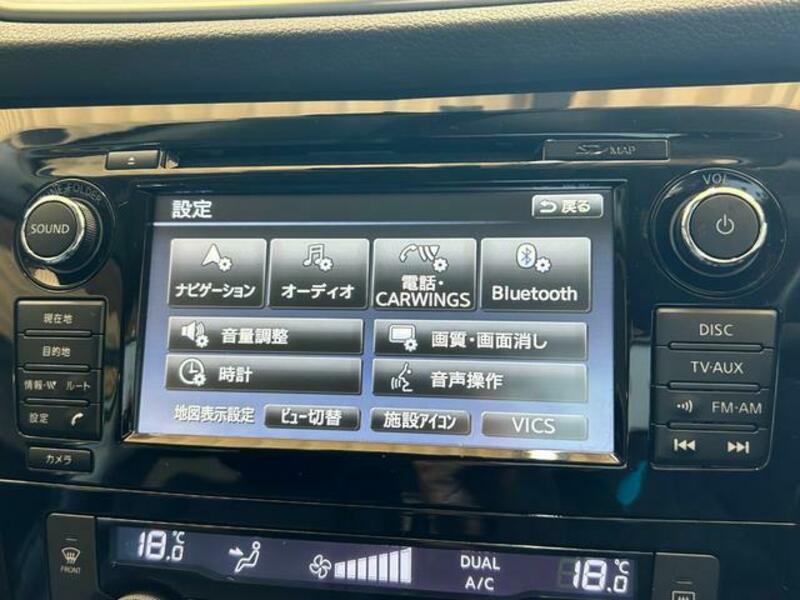 SD MAP
TUNE·FOLDER
VOL
SOUND
設定
戻る
ナビゲーション
オーディオ
電話・
CARWINGS
Bluetooth
音量調整
画質・画面消し
時計
音声操作
地図表示設定
ビュー切替
施設アイコン
VICS
現在地
目的地
情報・
ルート
設定
カメラ
DISC
TV·AUX
FM·AM
18.0℃
DUAL
A/C
18.0℃
FRONT